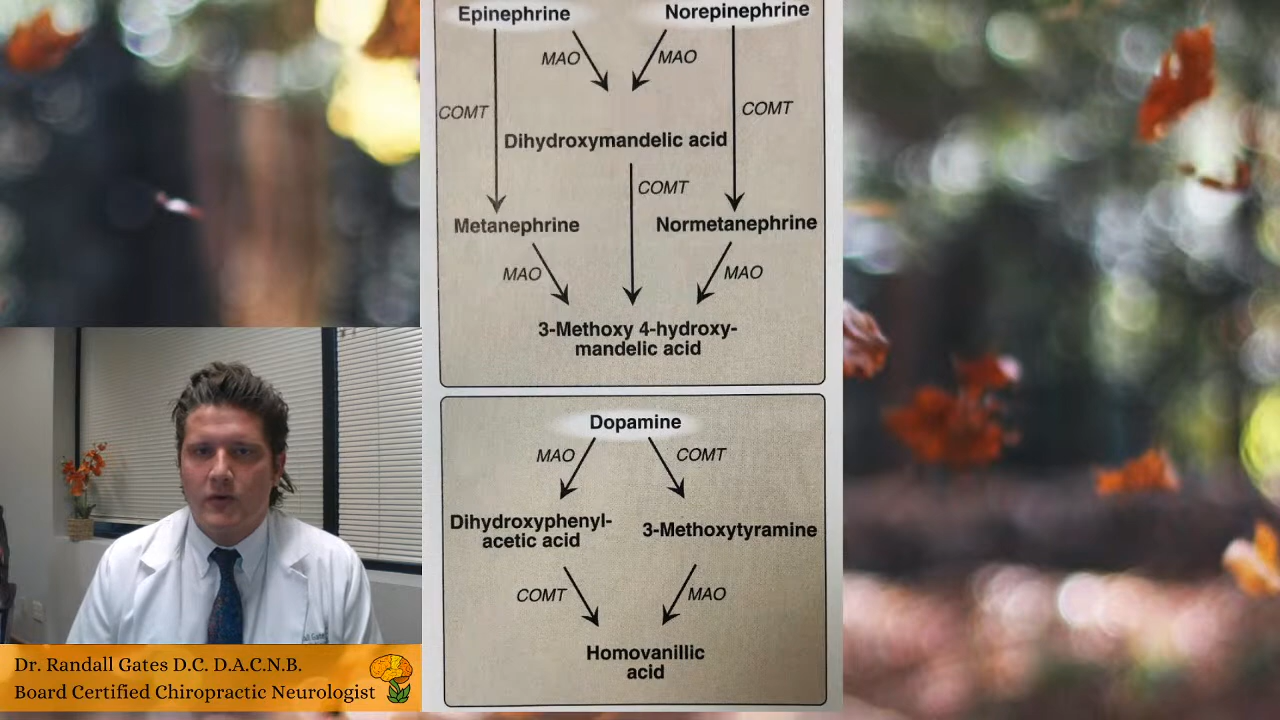 Epinephrine
Norepinephrine
MAO
MAO
COMT
COMT
Dihydroxymandelic acid
COMT
Metanephrine
Normetanephrine
MAO
MAO
3-Methoxy 4-hydroxy-
mandelic acid
Dopamine
MAO
COMT
Dihydroxyphenyl-
acetic acid
3-Methoxytyramine
COMT
MAO
Homovanillic
acid
Dr. Randall Gates D.C. D.A.C.N.B.
Board Certified Chiropractic Neurologist